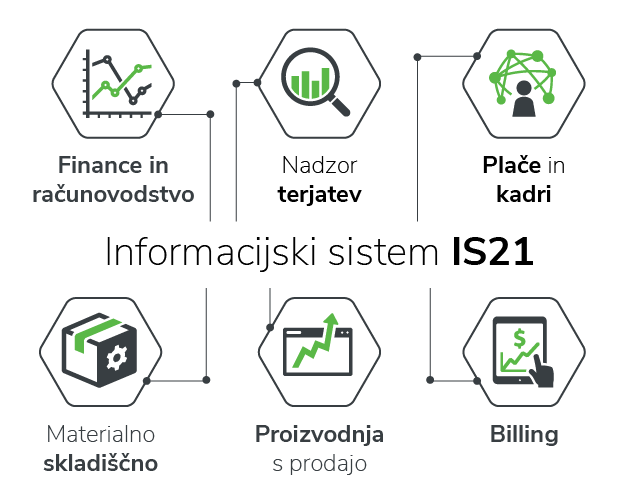 Finance in
računovodstvo
Nadzor
terjatev
Plače in
kadri
Informacijski sistem IS21
Materialno
skladiščno
Proizvodnja
s prodajo
Billing
$